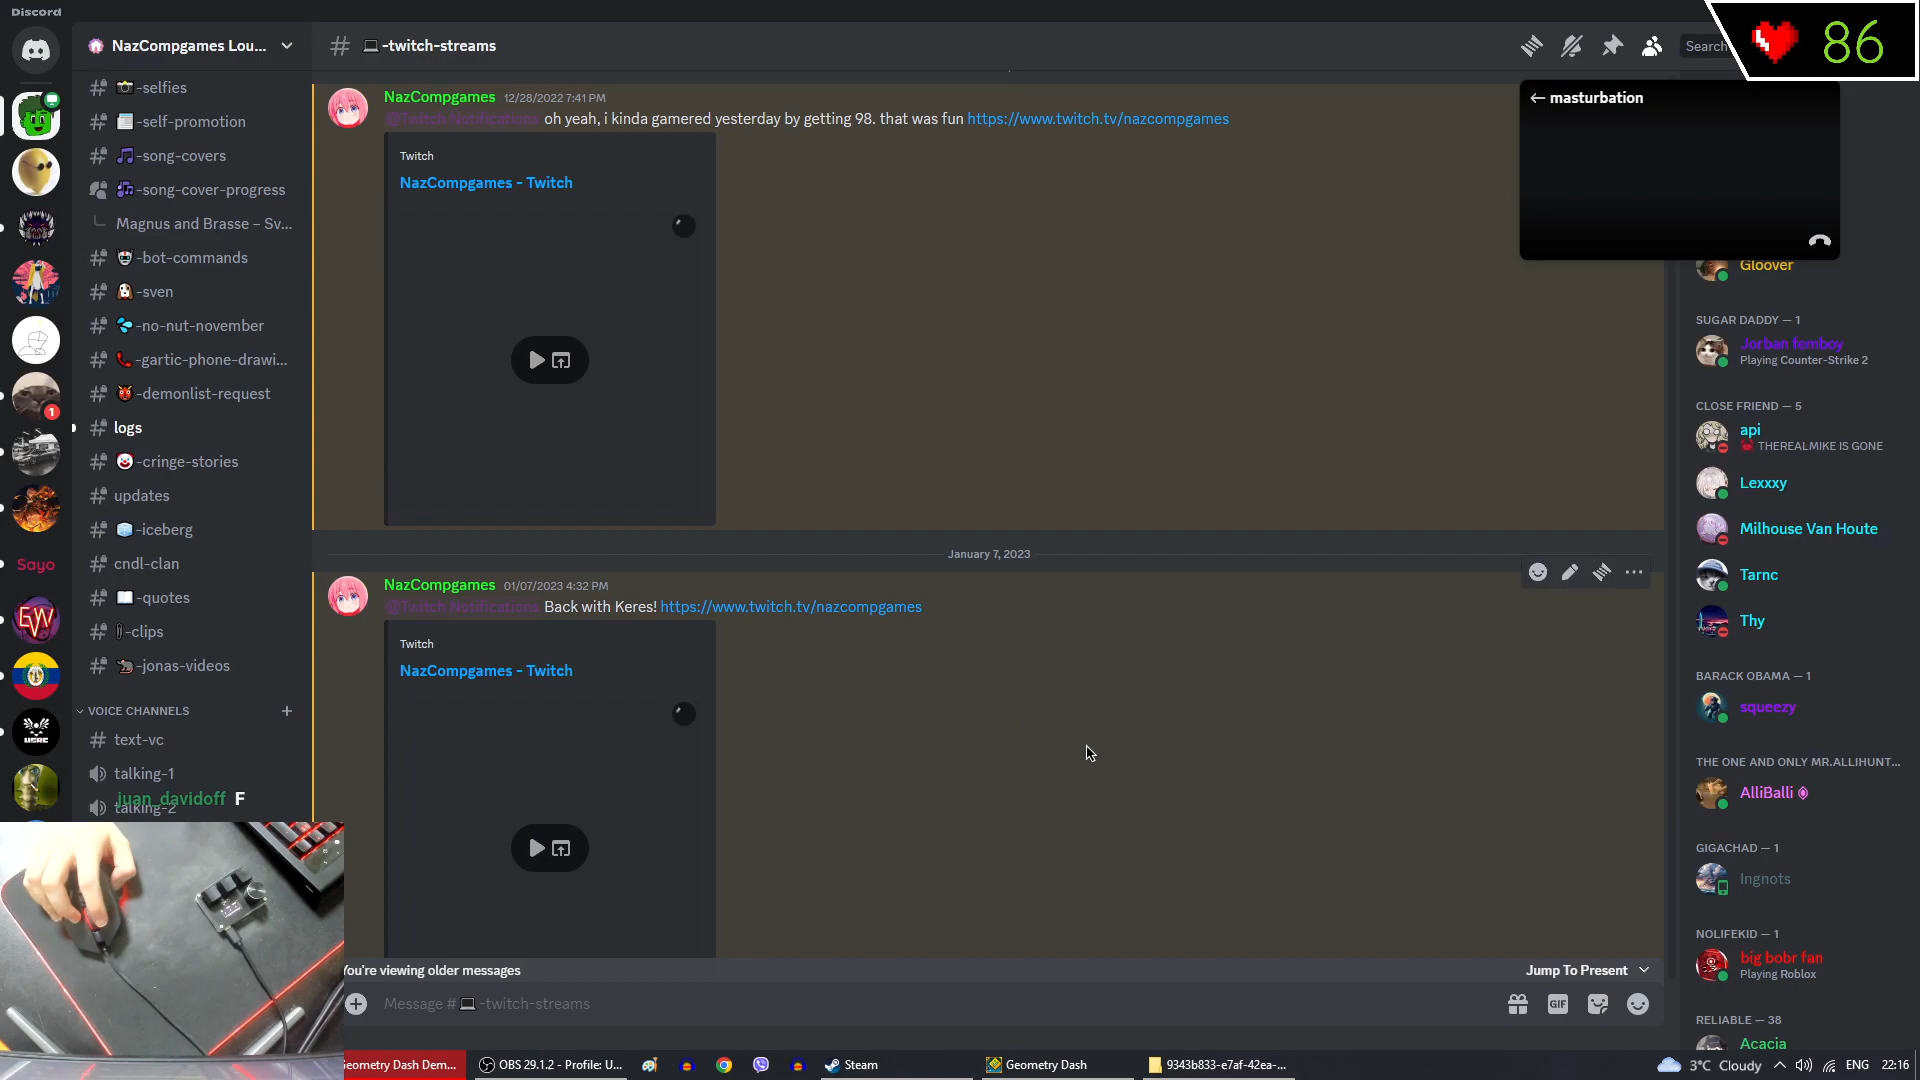 Discord
NazCompgames Lou...
-selfies
-self-promotion
-song-covers
-song-cover-progress
Magnus and Brasse – Sv...
-bot-commands
-sven
-no-nut-november
-gartic-phone-drawi...
-demonlist-request
logs
-cringe-stories
updates
-iceberg
cndl-clan
-quotes
-clips
-jonas-videos
VOICE CHANNELS
text-vc
talking-1
talking-2
juan_davidoff F
1
Sayo
EW
-twitch-streams
Search
86
NazCompgames 12/28/2022 7:41 PM
@Twitch Notifications oh yeah, i kinda gamered yesterday by getting 98. that was fun https://www.twitch.tv/nazcompgames
Twitch
NazCompgames - Twitch
January 7, 2023
NazCompgames 01/07/2023 4:32 PM
@Twitch Notifications Back with Keres! https://www.twitch.tv/nazcompgames
Twitch
NazCompgames - Twitch
You're viewing older messages
Jump To Present
Message # -twitch-streams
GIF
masturbation
Gloover
SUGAR DADDY — 1
Jorban femboy
Playing Counter-Strike 2
CLOSE FRIEND — 5
api
THEREALMIKE IS GONE
Lexxxy
Milhouse Van Houte
Tarnc
Thy
BARACK OBAMA — 1
squeezy
THE ONE AND ONLY MR.ALLIHUNT...
AlliBalli
GIGACHAD — 1
Ingnots
NOLIFEKID — 1
big bobr fan
Playing Roblox
RELIABLE — 38
Acacia
Geometry Dash Dem...
OBS 29.1.2 - Profile: U...
Steam
Geometry Dash
9343b833-e7af-42ea-...
3°C Cloudy
ENG
22:16